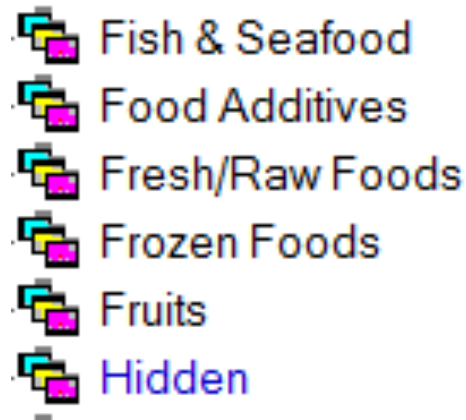 Fish & Seafood
Food Additives
Fresh/Raw Foods
Frozen Foods
Fruits
Hidden